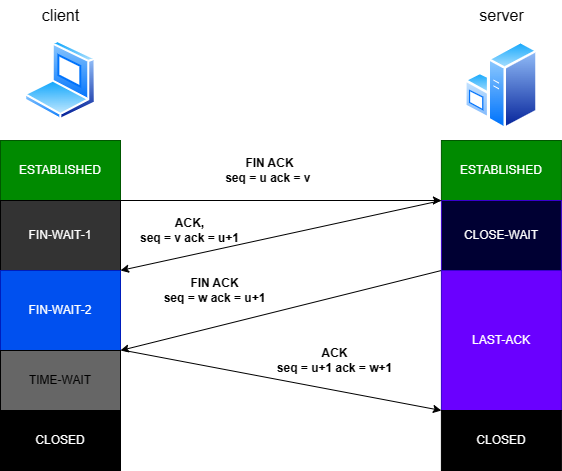 client
server
ESTABLISHED
FIN ACK
seq = u ack = v
ESTABLISHED
FIN-WAIT-1
ACK,
seq = v ack = u+1
CLOSE-WAIT
FIN-WAIT-2
FIN ACK
seq = w ack = u+1
LAST-ACK
TIME-WAIT
ACK
seq = u+1 ack = w+1
CLOSED
CLOSED